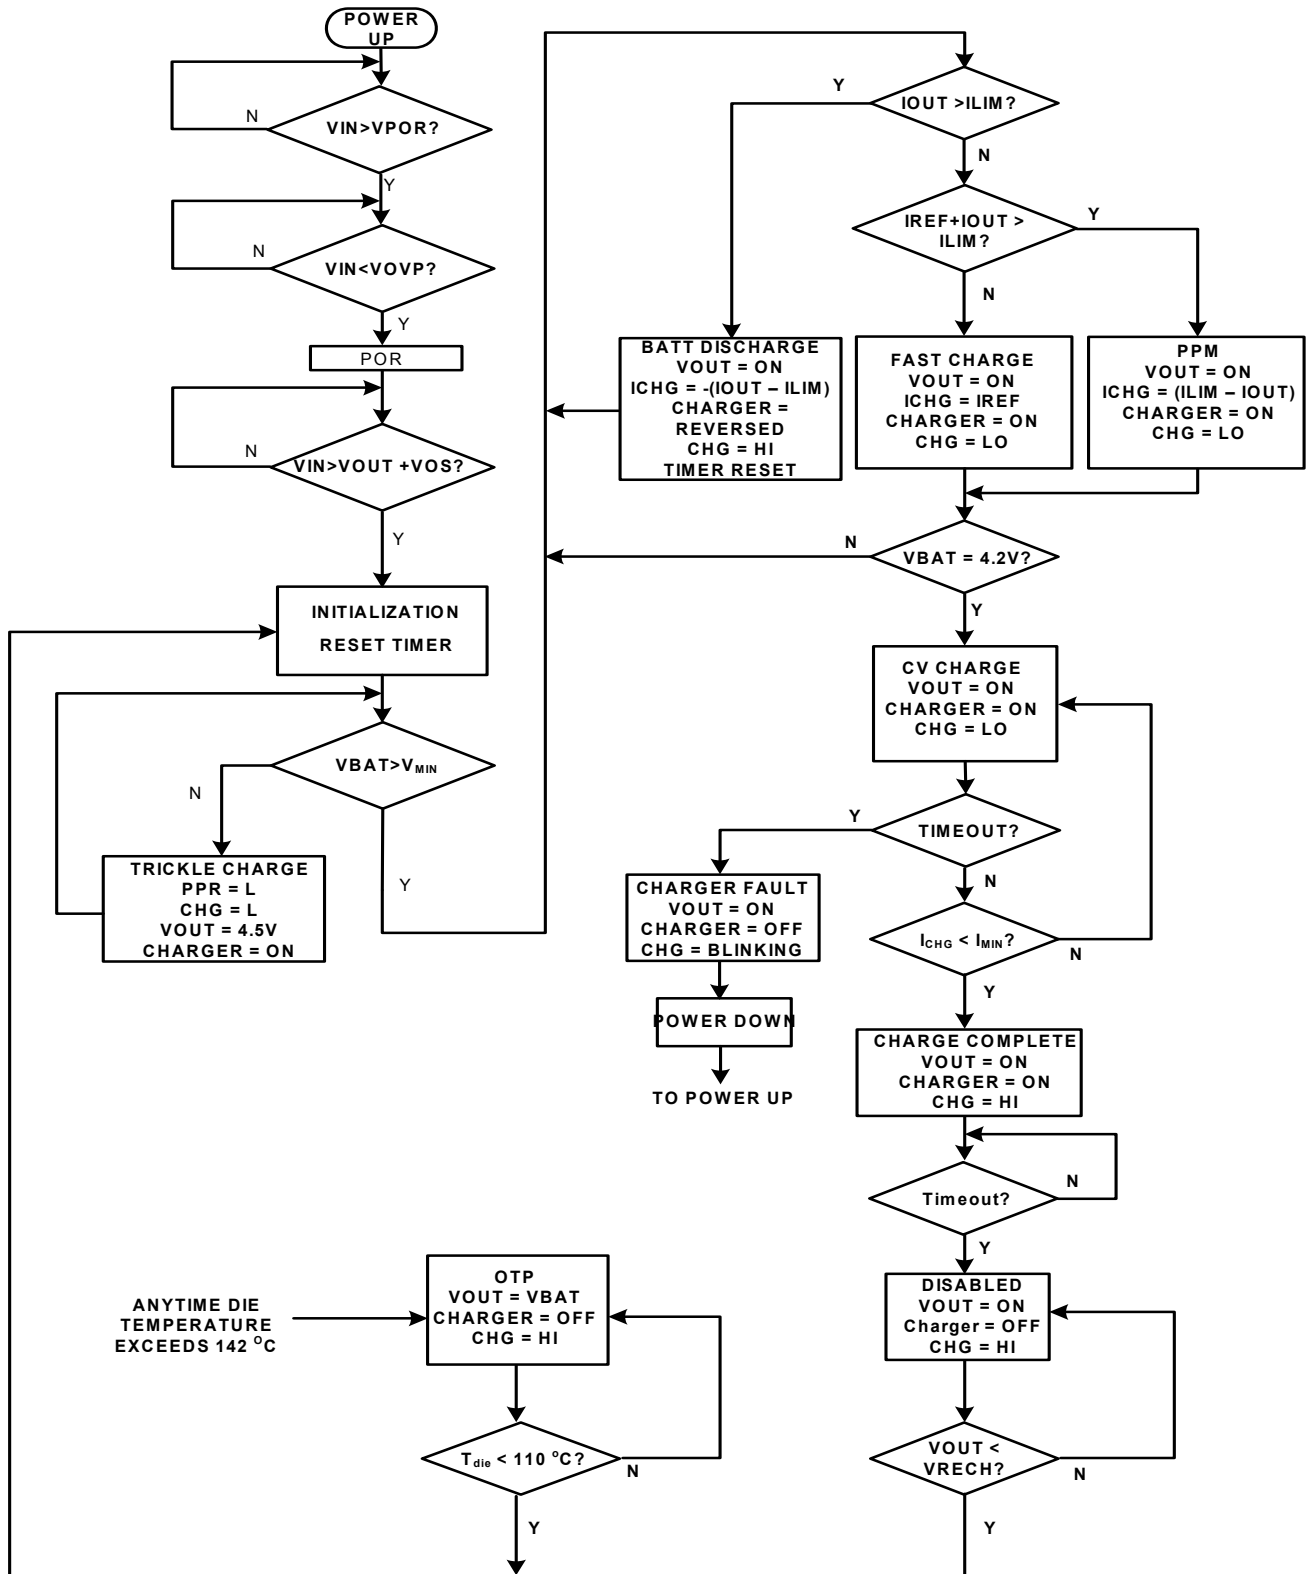 POWER
UP
VIN>VPOR?
N
Y
VIN<VOVP?
N
Y
POR
VIN>VOUT +VOS?
N
Y
INITIALIZATION
RESET TIMER
VBAT>VMIN
N
Y
TRICKLE CHARGE
PPR = L
CHG = L
VOUT = 4.5V
CHARGER = ON
IOUT >ILIM?
Y
N
IREF+IOUT >
ILIM?
Y
N
BATT DISCHARGE
VOUT = ON
ICHG = -(IOUT – ILIM)
CHARGER =
REVERSED
CHG = HI
TIMER RESET
FAST CHARGE
VOUT = ON
ICHG = IREF
CHARGER = ON
CHG = LO
PPM
VOUT = ON
ICHG = (ILIM – IOUT)
CHARGER = ON
CHG = LO
VBAT = 4.2V?
N
Y
CV CHARGE
VOUT = ON
CHARGER = ON
CHG = LO
TIMEOUT?
Y
N
CHARGER FAULT
VOUT = ON
CHARGER = OFF
CHG = BLINKING
POWER DOWN
TO POWER UP
ICHG < IMIN?
N
Y
CHARGE COMPLETE
VOUT = ON
CHARGER = ON
CHG = HI
Timeout?
N
Y
DISABLED
VOUT = ON
Charger = OFF
CHG = HI
VOUT <
VRECH?
N
Y
ANYTIME DIE
TEMPERATURE
EXCEEDS 142 °C
OTP
VOUT = VBAT
CHARGER = OFF
CHG = HI
Tdie < 110 °C?
N
Y